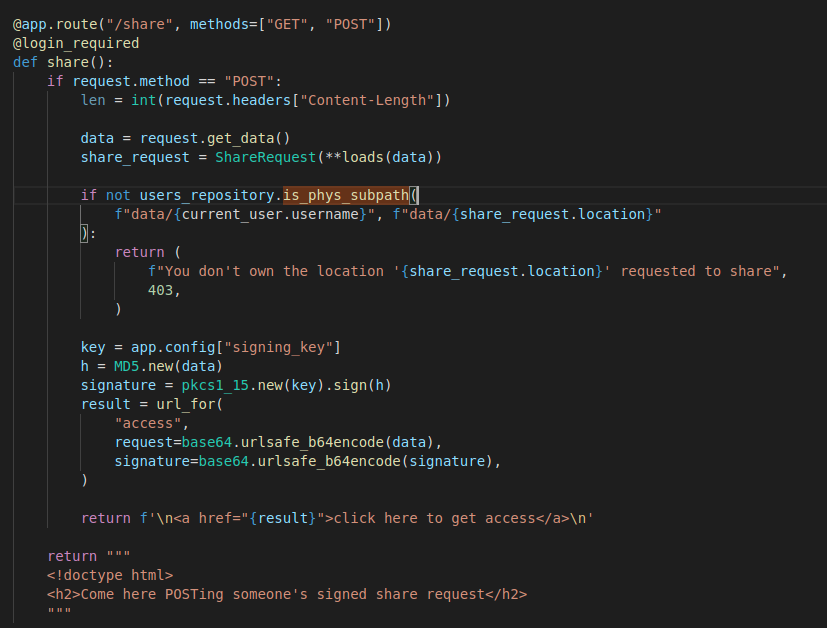 @app.route("/share", methods=["GET", "POST"])
@login_required
def share():
    if request.method == "POST":
        len = int(request.headers["Content-Length"])

        data = request.get_data()
        share_request = ShareRequest(**loads(data))

        if not users_repository.is_phys_subpath(
            f"data/{current_user.username}", f"data/{share_request.location}"
        ):
            return (
                f"You don't own the location '{share_request.location}' requested to share",
                403,
            )

        key = app.config["signing_key"]
        h = MD5.new(data)
        signature = pkcs1_15.new(key).sign(h)
        result = url_for(
            "access",
            request=base64.urlsafe_b64encode(data),
            signature=base64.urlsafe_b64encode(signature),
        )

        return f'\n<a href="{result}">click here to get access</a>\n'

    return """
    <!doctype html>
    <h2>Come here POSTing someone's signed share request</h2>
    """